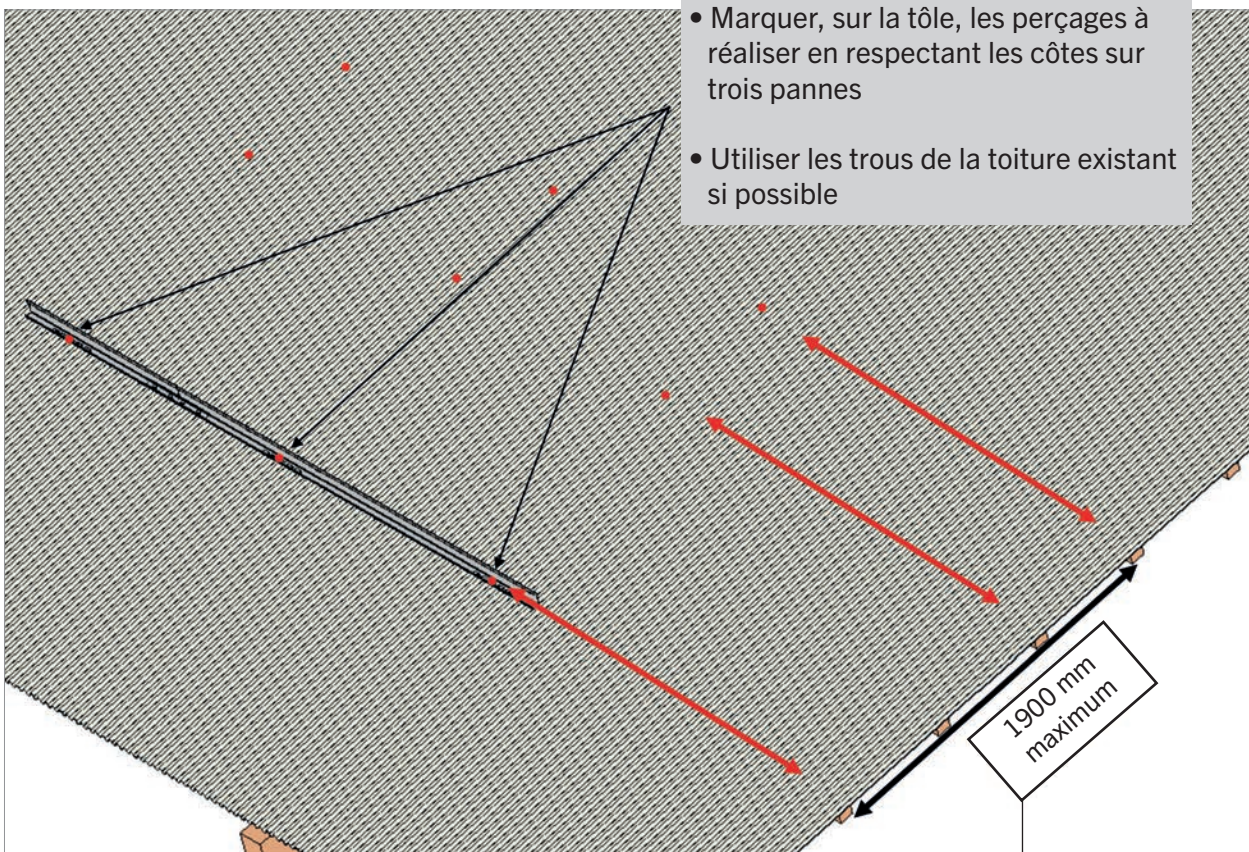 • Marquer, sur la tôle, les perçages à
réaliser en respectant les côtes sur
trois pannes
• Utiliser les trous de la toiture existant
si possible
1900 mm
maximum